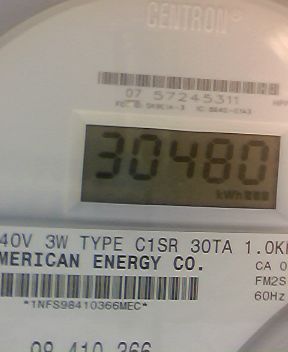 CENTRON®
07 57245311
30480
kWh
40V 3W TYPE C1SR 30TA 1.0K
MERICAN ENERGY CO.
CA 0
FM2S
60Hz
*1NFS98410366MEC*
98 410 366